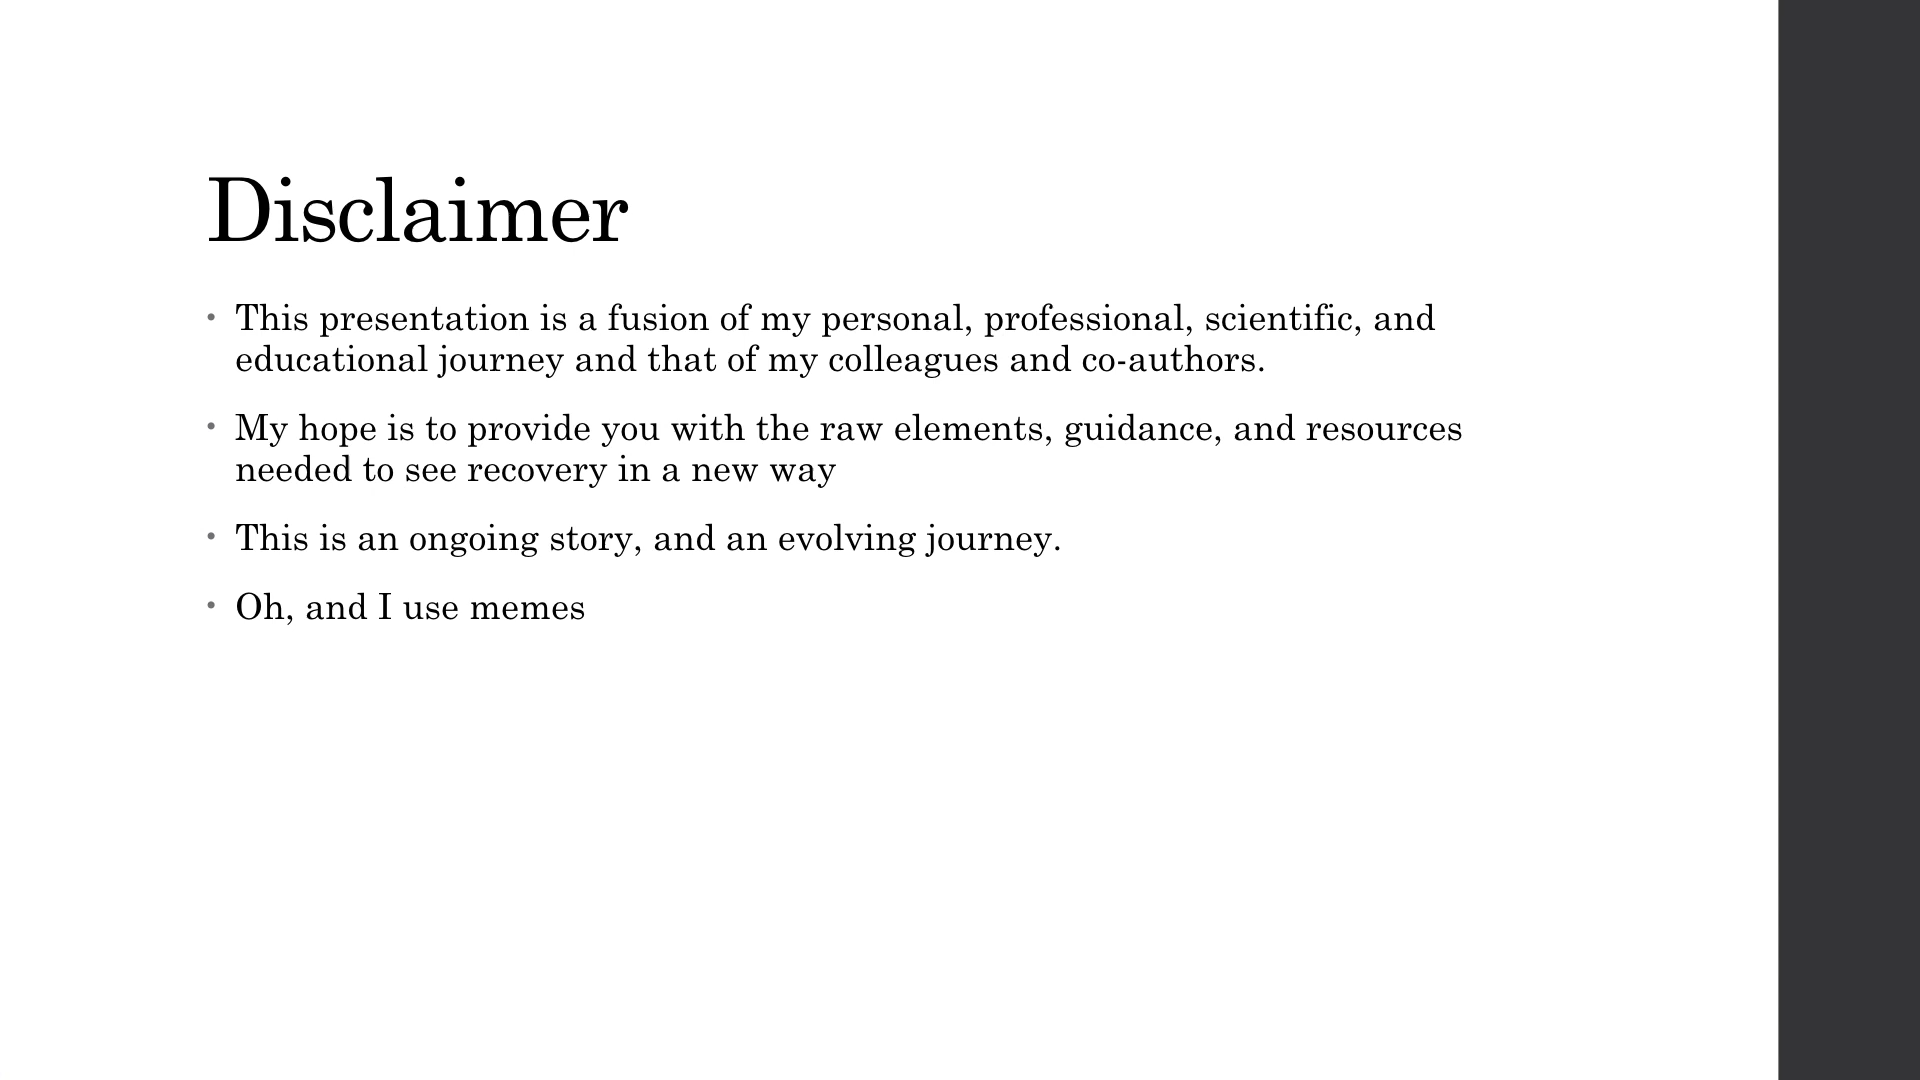 Disclaimer
• This presentation is a fusion of my personal, professional, scientific, and
educational journey and that of my colleagues and co-authors.
• My hope is to provide you with the raw elements, guidance, and resources
needed to see recovery in a new way
• This is an ongoing story, and an evolving journey.
• Oh, and I use memes